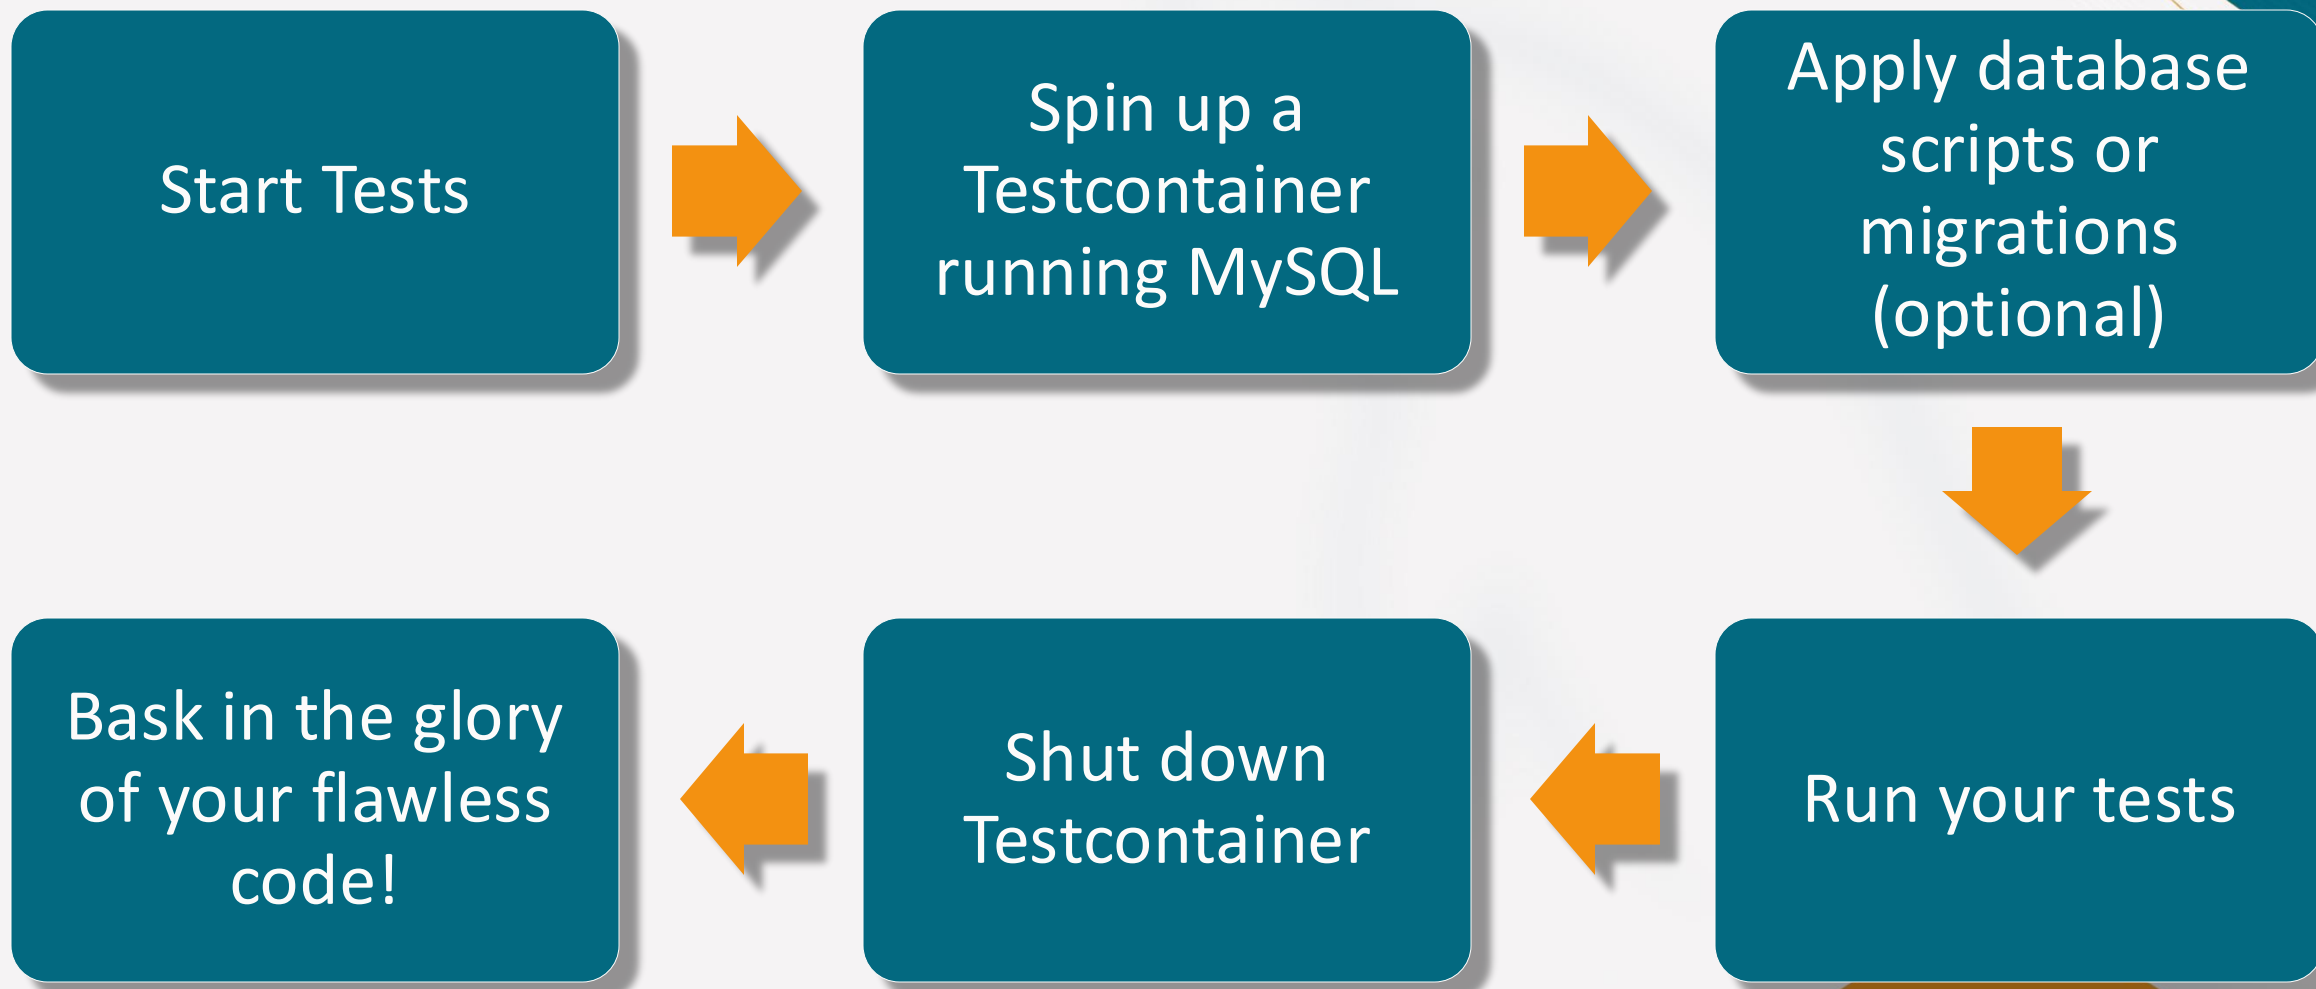 Start Tests
Spin up a
Testcontainer
running MySQL
Apply database
scripts or
migrations
(optional)
Run your tests
Shut down
Testcontainer
Bask in the glory
of your flawless
code!